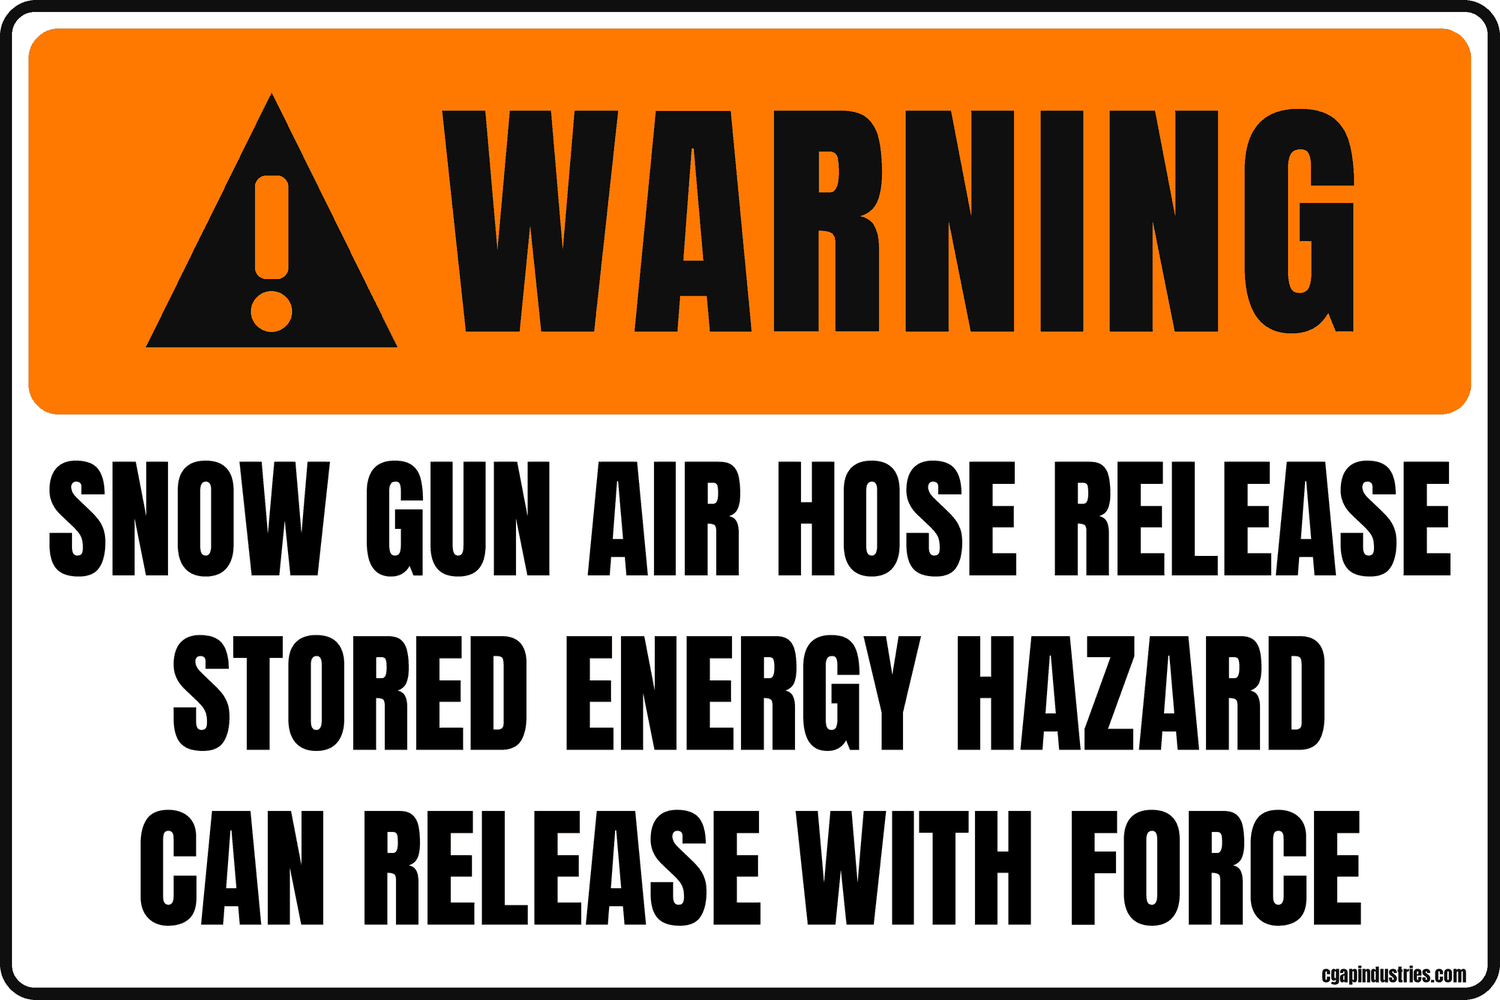 WARNING
SNOW GUN AIR HOSE RELEASE
STORED ENERGY HAZARD
CAN RELEASE WITH FORCE
cgapindustries.com